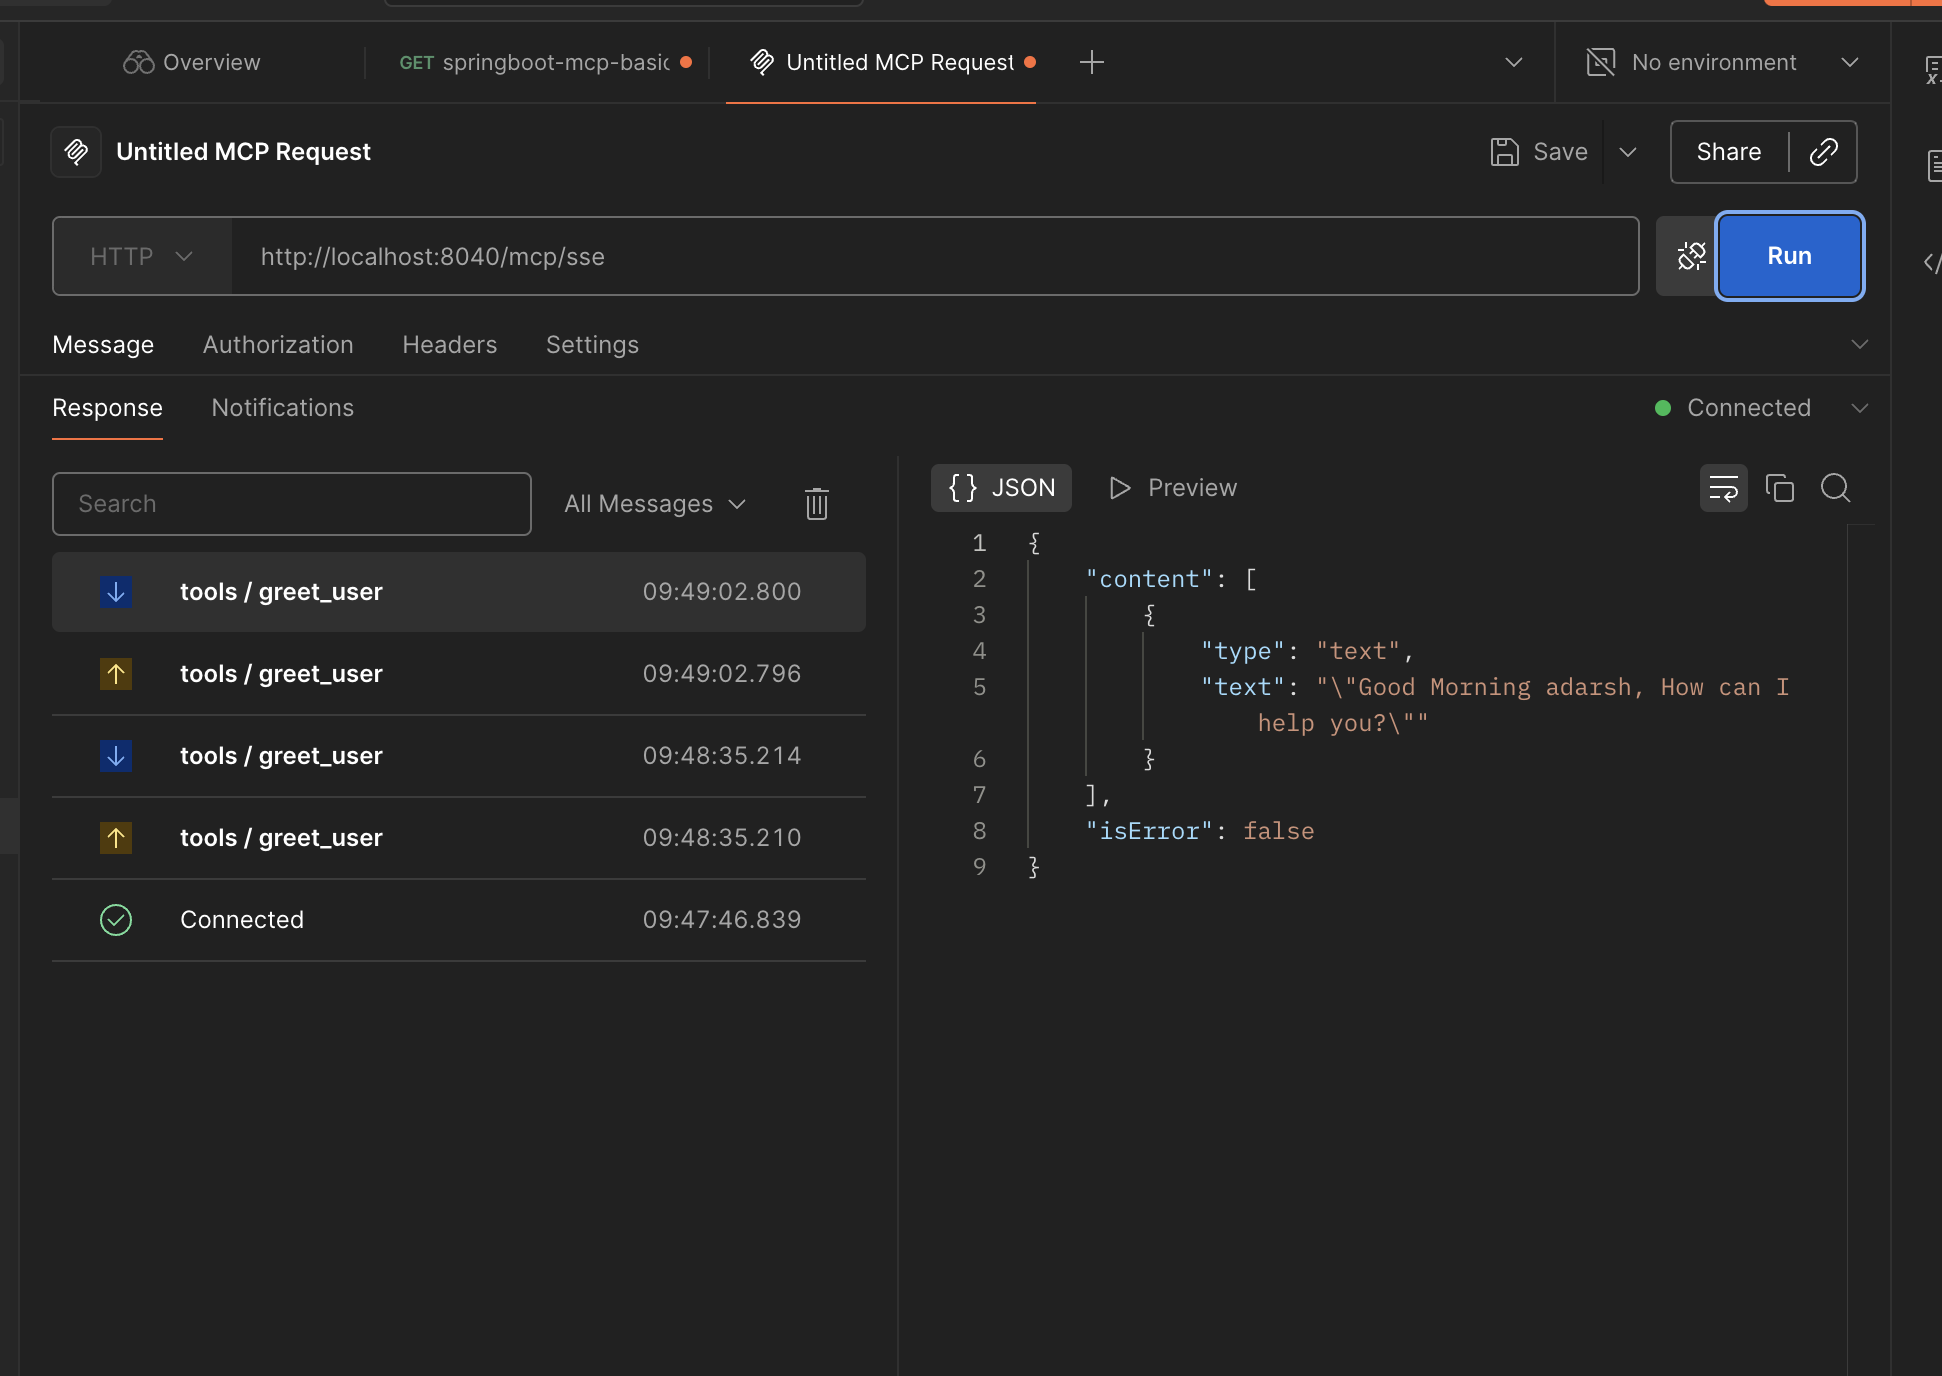 Overview
GET springboot-mcp-basic
Untitled MCP Request
No environment
Untitled MCP Request
Save
Share
HTTP
http://localhost:8040/mcp/sse
Run
Message
Authorization
Headers
Settings
Response
Notifications
Connected
Search
All Messages
tools / greet_user 09:49:02.800
tools / greet_user 09:49:02.796
tools / greet_user 09:48:35.214
tools / greet_user 09:48:35.210
Connected 09:47:46.839
{} JSON
Preview
1 {
2 "content": [
3 {
4 "type": "text",
5 "text": "\"Good Morning adarsh, How can I
help you?\""
6 }
7 ],
8 "isError": false
9 }